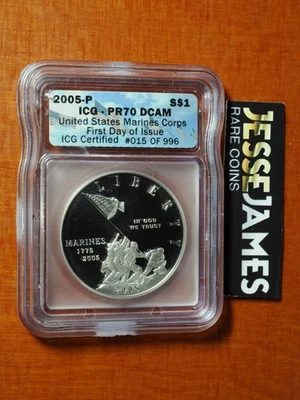 2005-P S$1
ICG - PR70 DCAM
United States Marines Corps
First Day of Issue
ICG Certified #015 OF 996
LIBERTY
IN GOD
WE TRUST
MARINES
1775
2005
2005
JESSE JAMES
RARE COINS